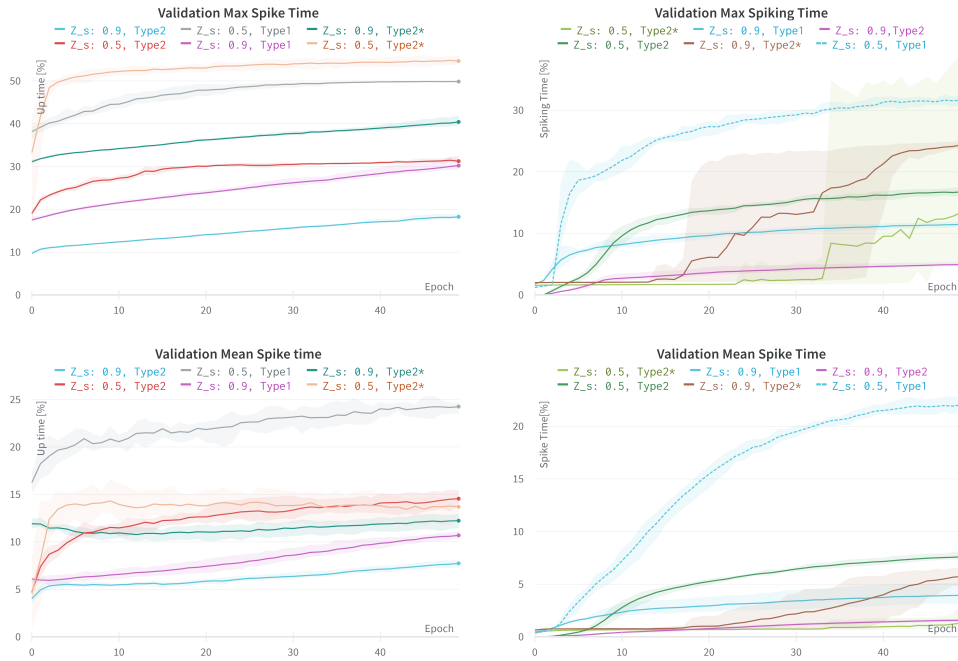 Validation Max Spike Time
Z_s: 0.9, Type2 Z_s: 0.5, Type1 Z_s: 0.9, Type2*
Z_s: 0.5, Type2 Z_s: 0.9, Type1 Z_s: 0.5, Type2*
Up time [%]
50
40
30
20
10
0
0 10 20 30 40
Epoch
Validation Max Spiking Time
Z_s: 0.5, Type2* Z_s: 0.9, Type1 Z_s: 0.9,Type2
Z_s: 0.5, Type2 Z_s: 0.9, Type2* Z_s: 0.5, Type1
Spiking Time[%]
30
20
10
0
0 10 20 30 40
Epoch
Validation Mean Spike time
Z_s: 0.9, Type2 Z_s: 0.5, Type1 Z_s: 0.9, Type2*
Z_s: 0.5, Type2 Z_s: 0.9, Type1 Z_s: 0.5, Type2*
Up time [%]
25
20
15
10
5
0
0 10 20 30 40
Epoch
Validation Mean Spike Time
Z_s: 0.5, Type2* Z_s: 0.9, Type1 Z_s: 0.9, Type2
Z_s: 0.5, Type2 Z_s: 0.9, Type2* Z_s: 0.5, Type1
Spike Time[%]
20
15
10
5
0
0 10 20 30 40
Epoch